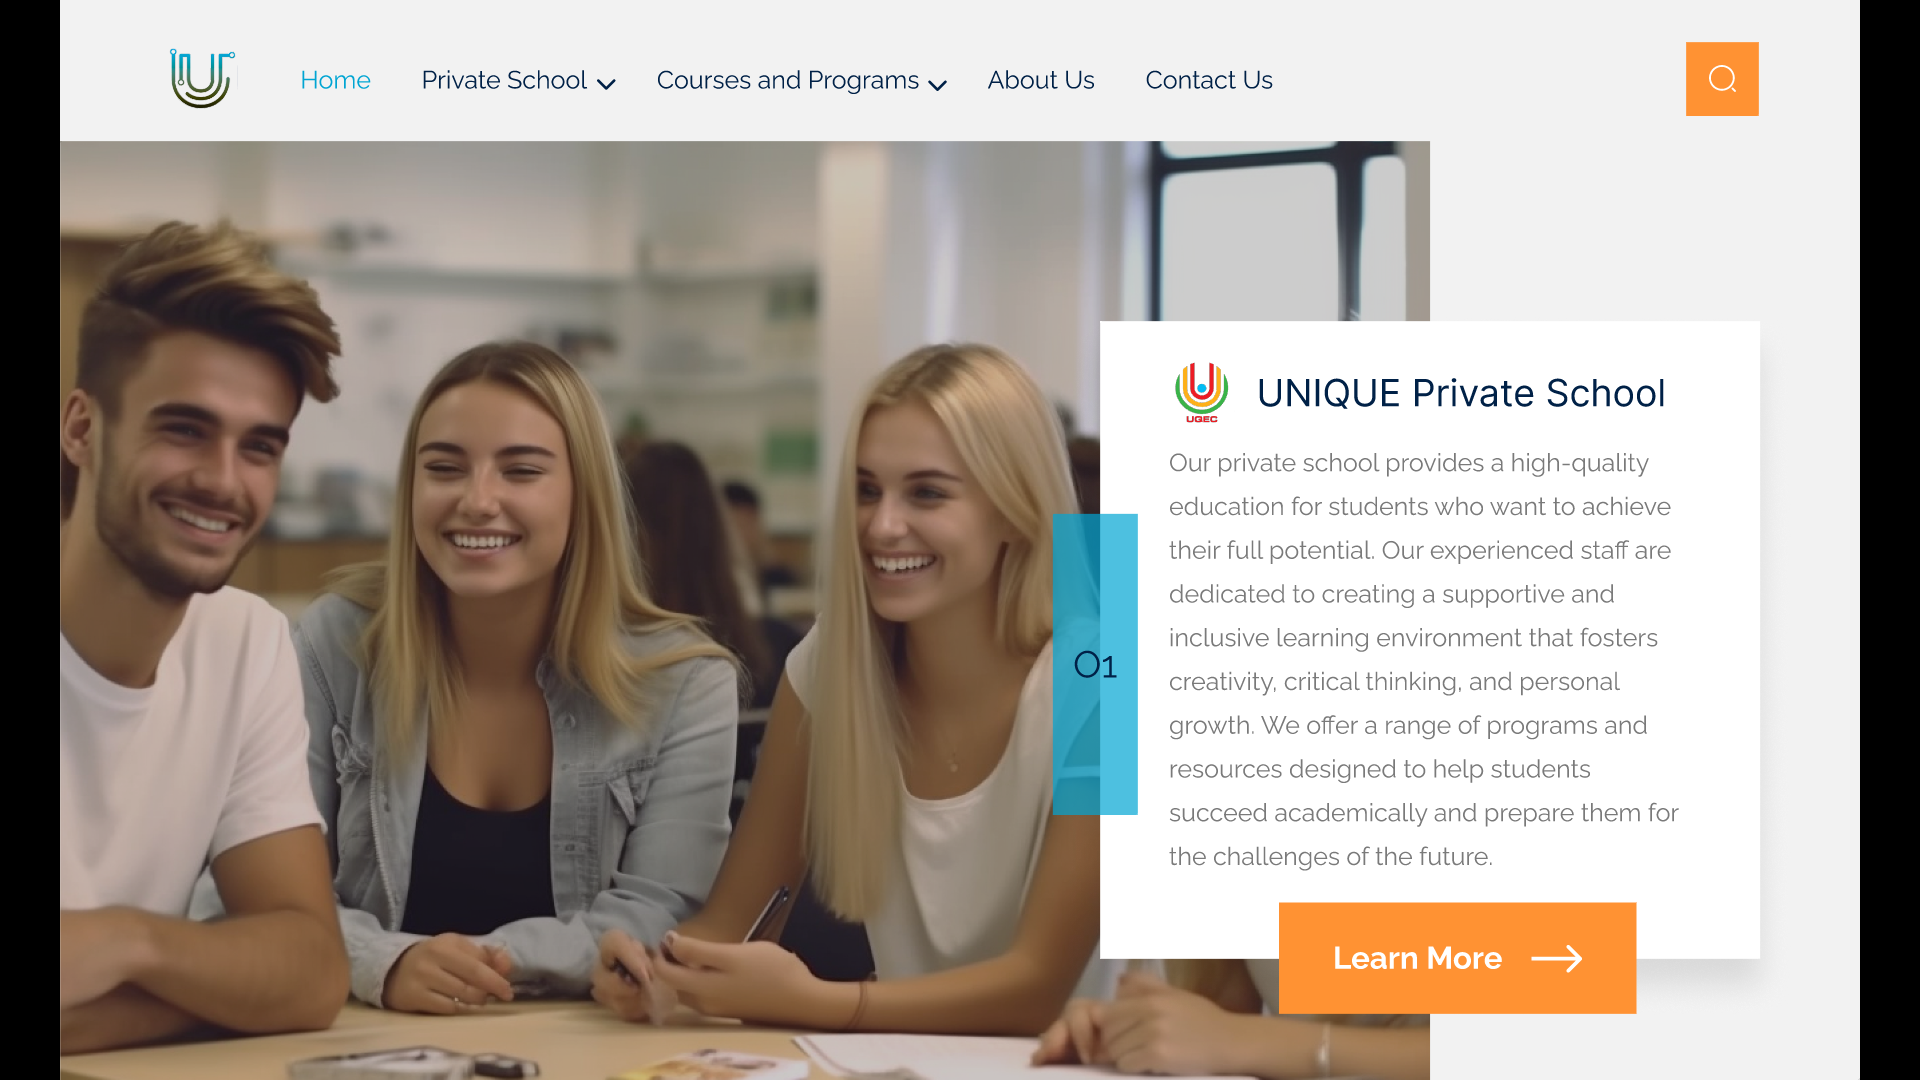 Home
Private School
Courses and Programs
About Us
Contact Us
UGEC
UNIQUE Private School
Our private school provides a high-quality
education for students who want to achieve
their full potential. Our experienced staff are
dedicated to creating a supportive and
inclusive learning environment that fosters
creativity, critical thinking, and personal
growth. We offer a range of programs and
resources designed to help students
succeed academically and prepare them for
the challenges of the future.
01
Learn More